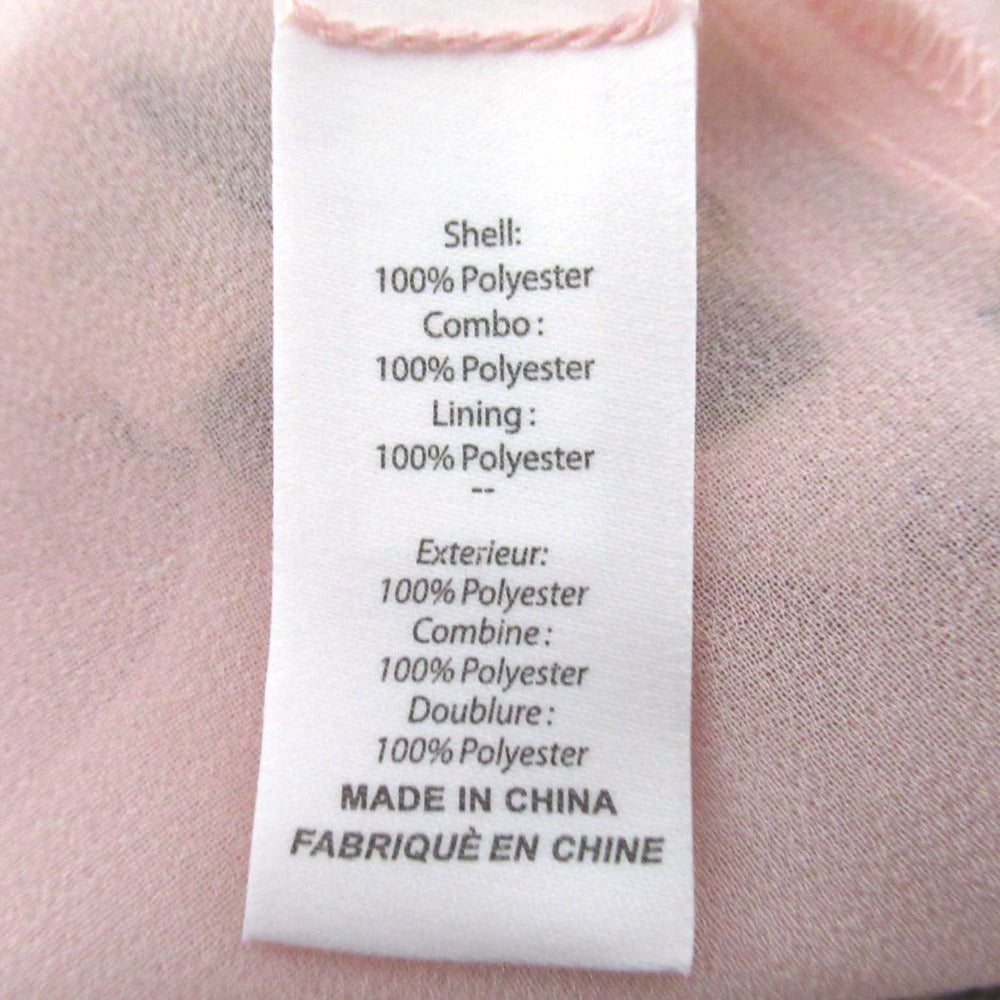 Shell:
100% Polyester
Combo :
100% Polyester
Lining :
100% Polyester
--
Exterieur:
100% Polyester
Combine :
100% Polyester
Doublure :
100% Polyester
MADE IN CHINA
FABRIQUÈ EN CHINE